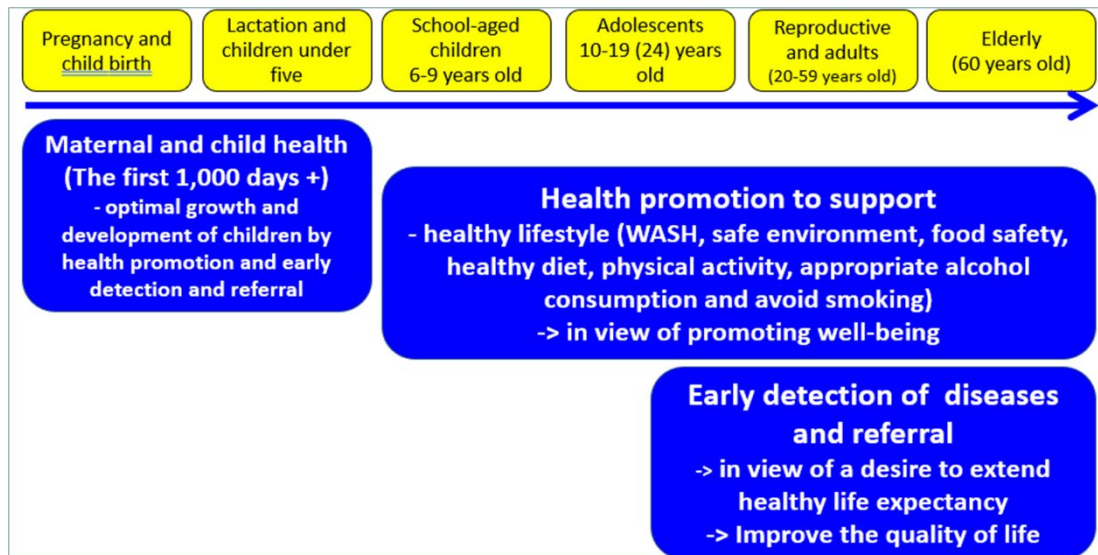 Pregnancy and
child birth
Lactation and
children under
five
School-aged
children
6-9 years old
Adolescents
10-19 (24) years
old
Reproductive
and adults
(20-59 years old)
Elderly
(60 years old)
Maternal and child health
(The first 1,000 days +)
- optimal growth and
development of children by
health promotion and early
detection and referral
Health promotion to support
- healthy lifestyle (WASH, safe environment, food safety,
healthy diet, physical activity, appropriate alcohol
consumption and avoid smoking)
-> in view of promoting well-being
Early detection of diseases
and referral
-> in view of a desire to extend
healthy life expectancy
-> Improve the quality of life